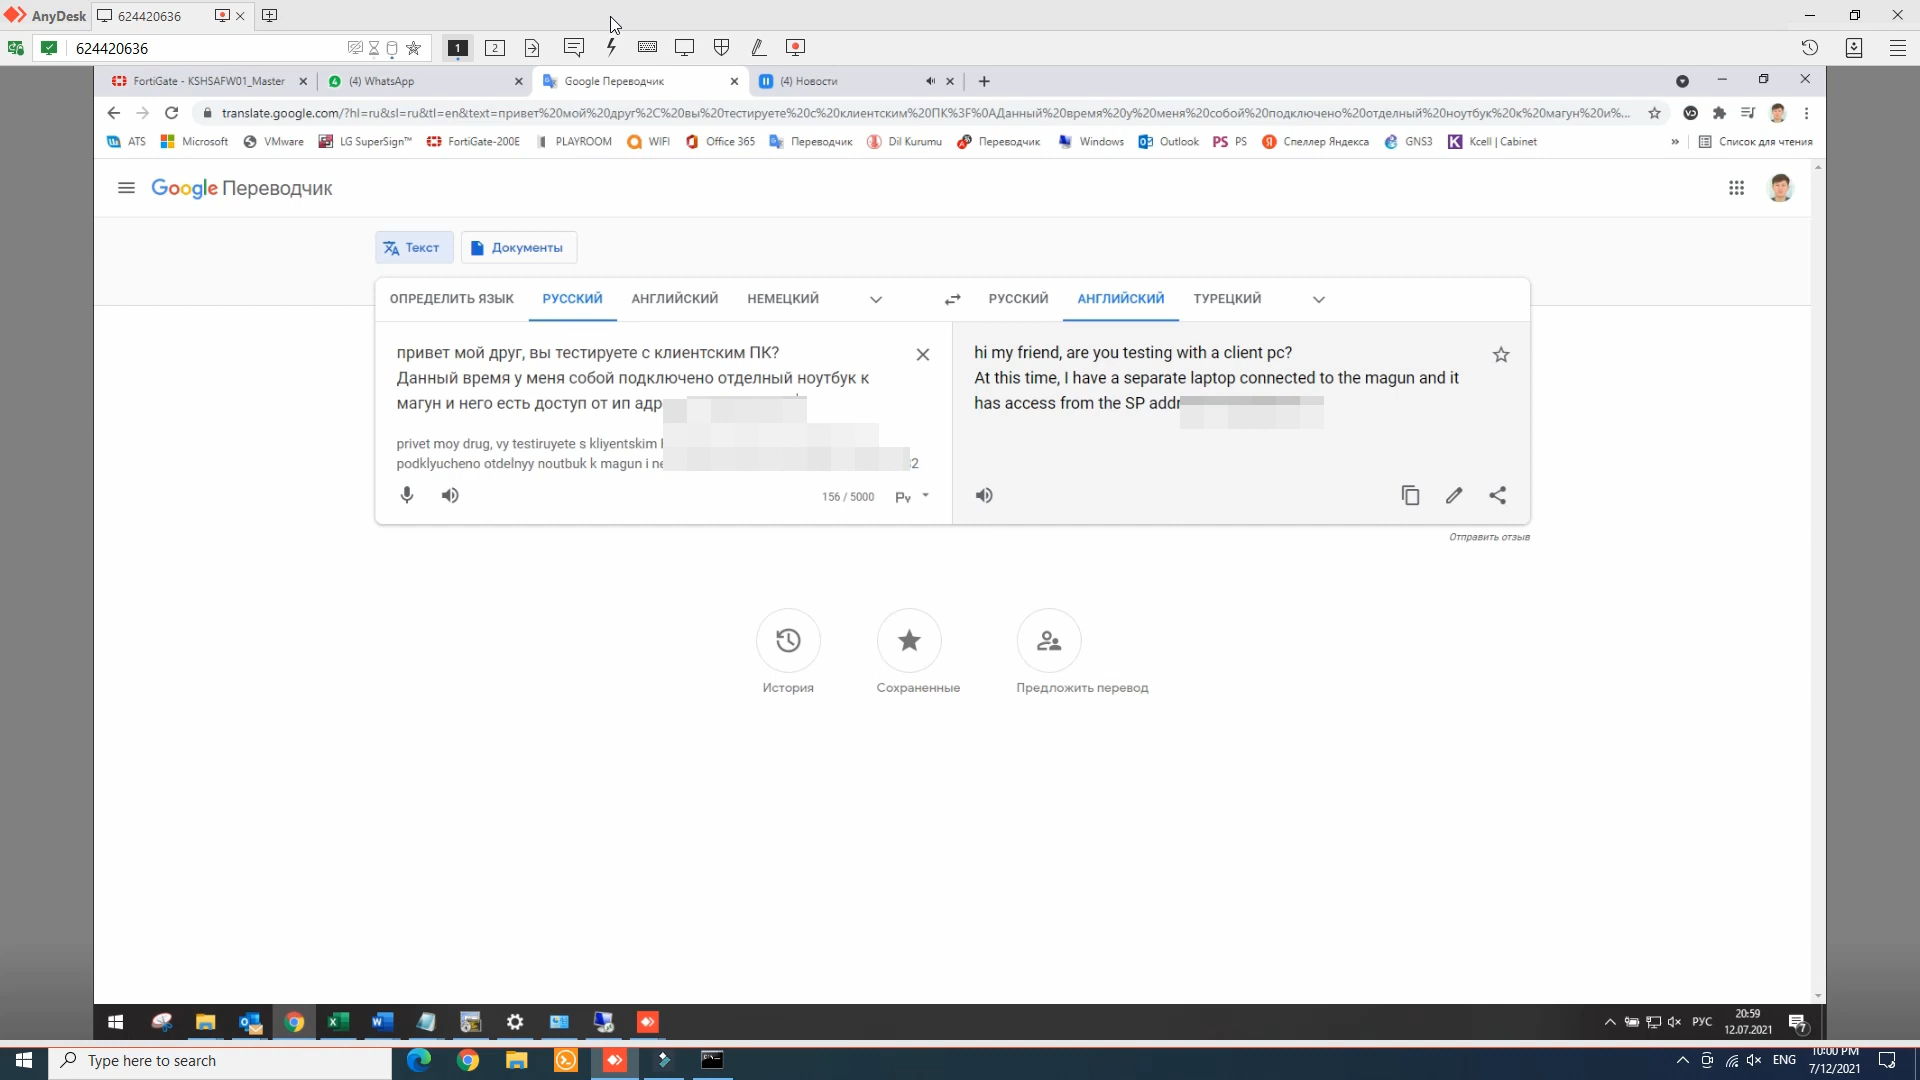 AnyDesk
624420636
624420636
1
2
FortiGate - KSHSAFW01_Master
(4) WhatsApp
Google Переводчик
(4) Новости
translate.google.com/?hl=ru&sl=ru&tl=en&text=привет%20мой%20друг%2C%20вы%20тестируете%20с%20клиентским%20ПК%3F%0AДанный%20время%20у%20меня%20собой%20подключено%20отделный%20ноутбук%20к%20магун%20и%...
ATS
Microsoft
VMware
LG SuperSign™
FortiGate-200E
PLAYROOM
WIFI
Office 365
Переводчик
Dil Kurumu
Переводчик
Windows
Outlook
PS PS
Спеллер Яндекса
GNS3
Kcell | Cabinet
»
Список для чтения
Google Переводчик
Текст
Документы
ОПРЕДЕЛИТЬ ЯЗЫК
РУССКИЙ
АНГЛИЙСКИЙ
НЕМЕЦКИЙ
РУССКИЙ
АНГЛИЙСКИЙ
ТУРЕЦКИЙ
привет мой друг, вы тестируете с клиентским ПК?
Данный время у меня собой подключено отделный ноутбук к
магун и него есть доступ от ип адр
privet moy drug, vy testiruyete s kliyentskim
podklyucheno otdelnyy noutbuk k magun i ne
2
156 / 5000
Ру
hi my friend, are you testing with a client pc?
At this time, I have a separate laptop connected to the magun and it
has access from the SP addr
Отправить отзыв
История
Сохраненные
Предложить перевод
РУС
20:59
12.07.2021
7
Type here to search
ENG
10:00 PM
7/12/2021